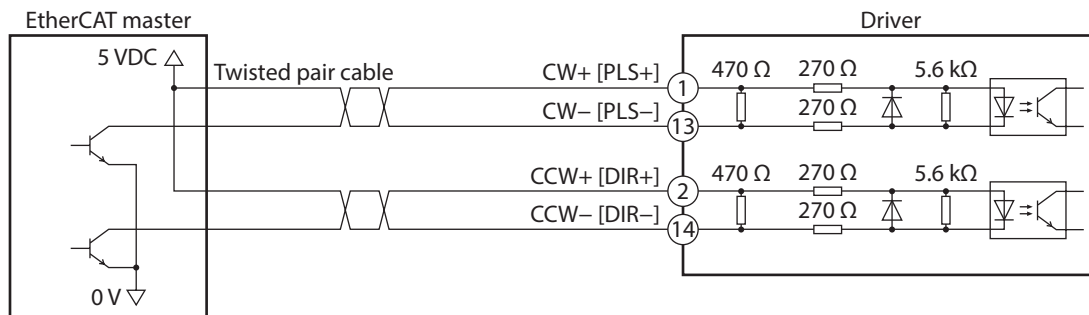 EtherCAT master
Driver
5 VDC
Twisted pair cable
CW+ [PLS+]
1
470 Ω
270 Ω
5.6 kΩ
CW− [PLS−]
13
270 Ω
CCW+ [DIR+]
2
470 Ω
270 Ω
5.6 kΩ
CCW− [DIR−]
14
270 Ω
0 V